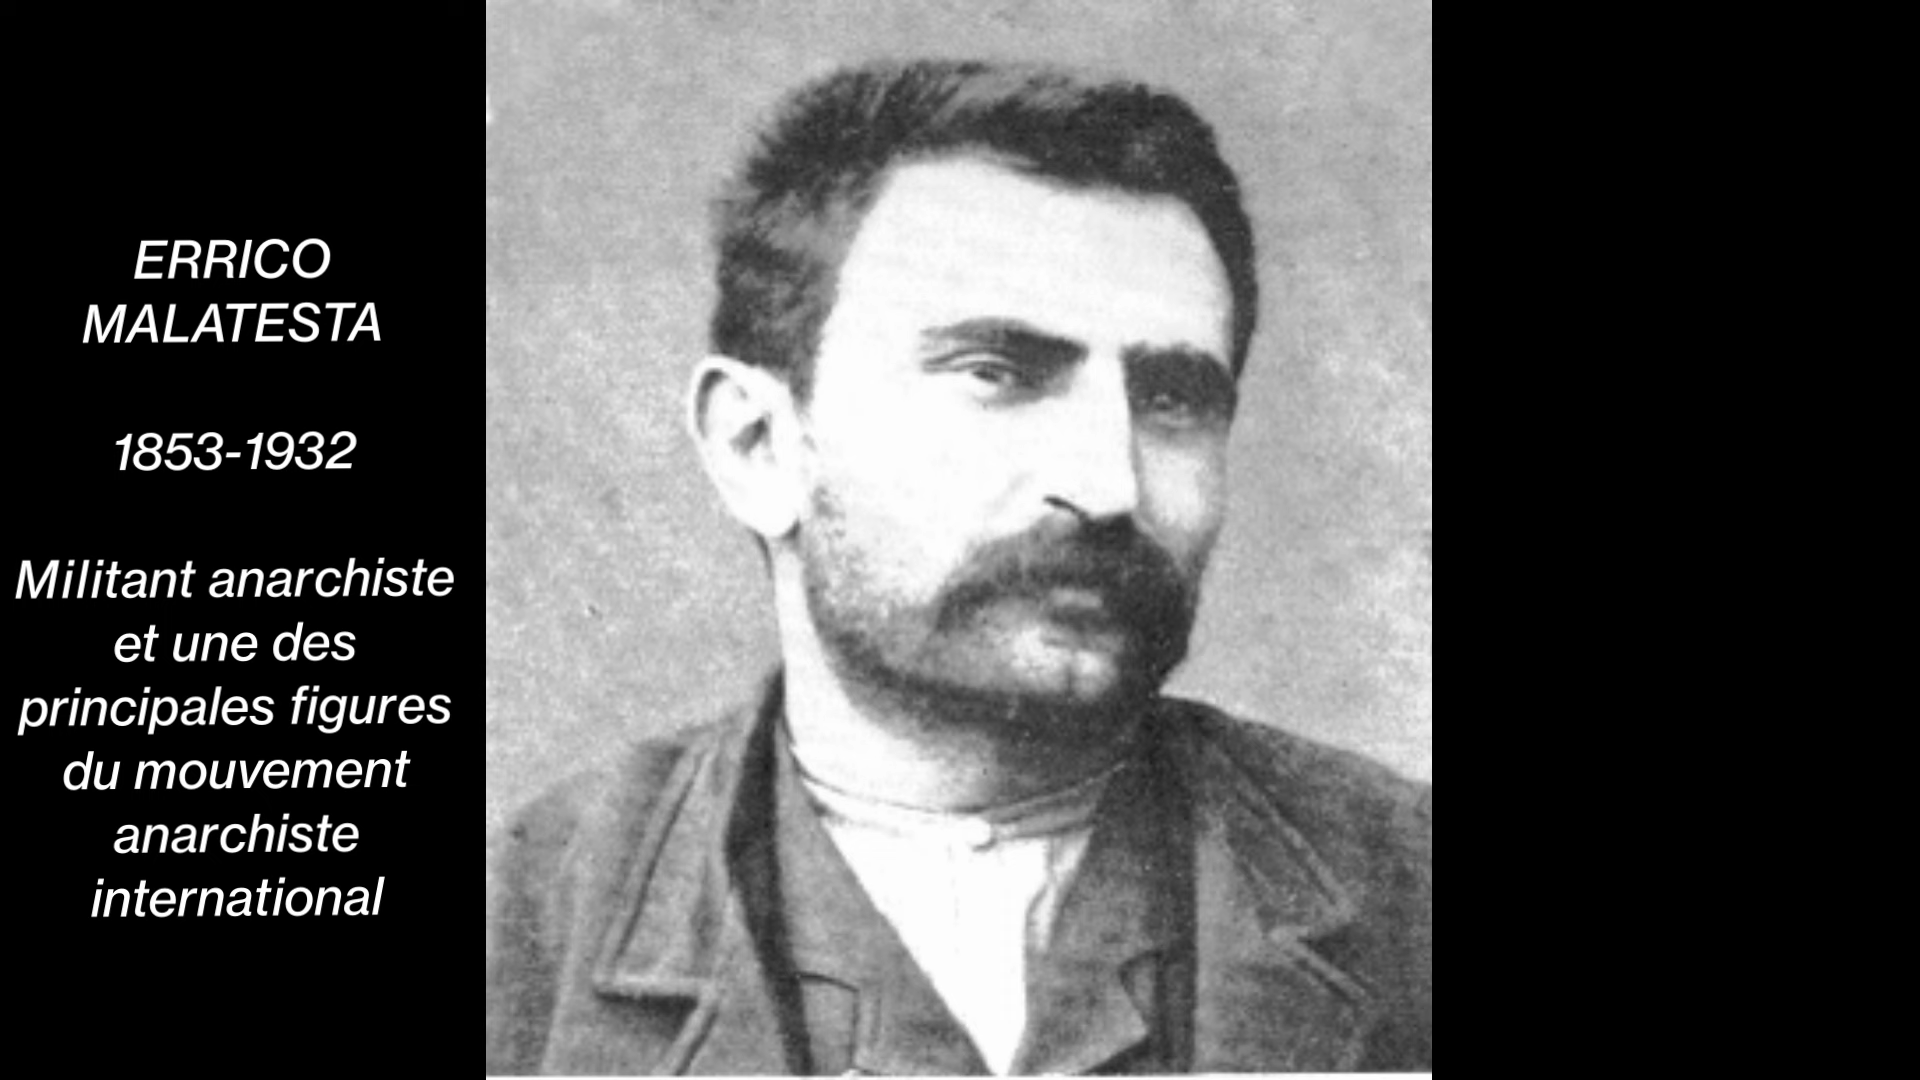 ERRICO
MALATESTA
1853-1932
Militant anarchiste
et une des
principales figures
du mouvement
anarchiste
international